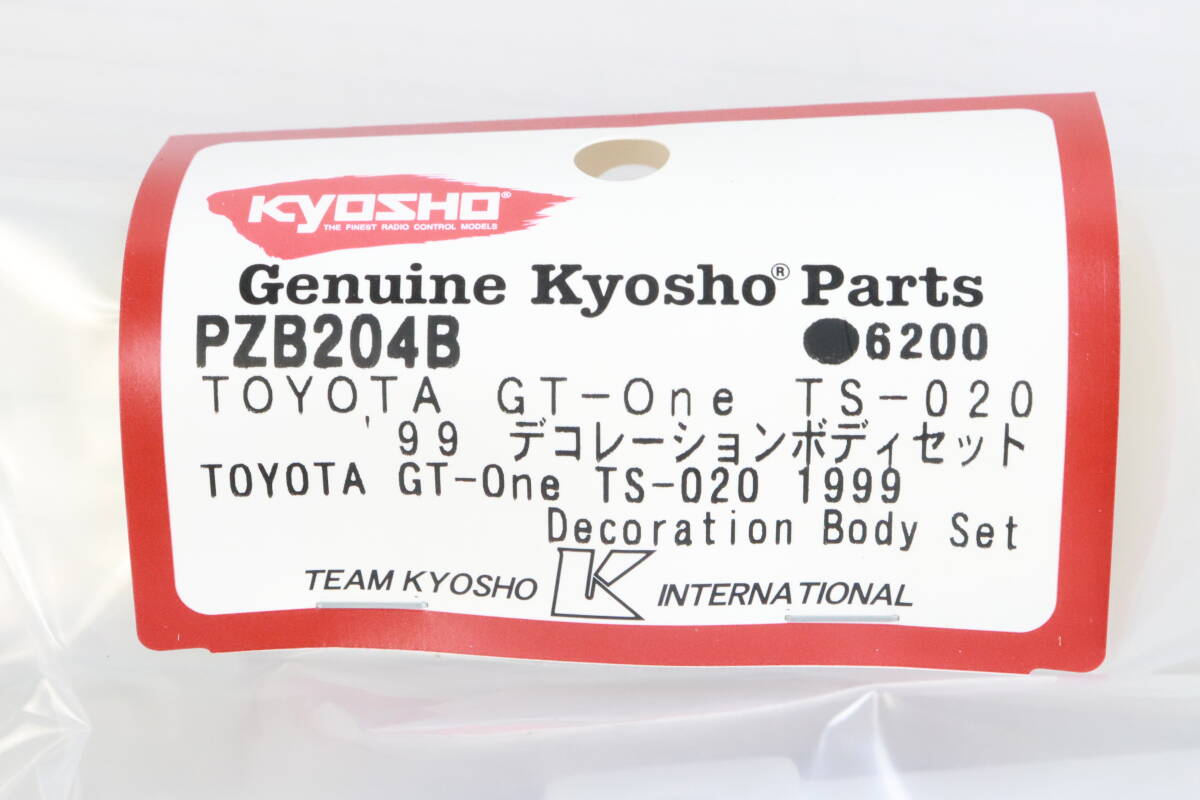 KYOSHO®
THE FINEST RADIO CONTROL MODELS
Genuine Kyosho® Parts
PZB204B ●6200
TOYOTA GT-One TS-020
'99 デコレーションボディセット
TOYOTA GT-One TS-020 1999
Decoration Body Set
TEAM KYOSHO K INTERNATIONAL